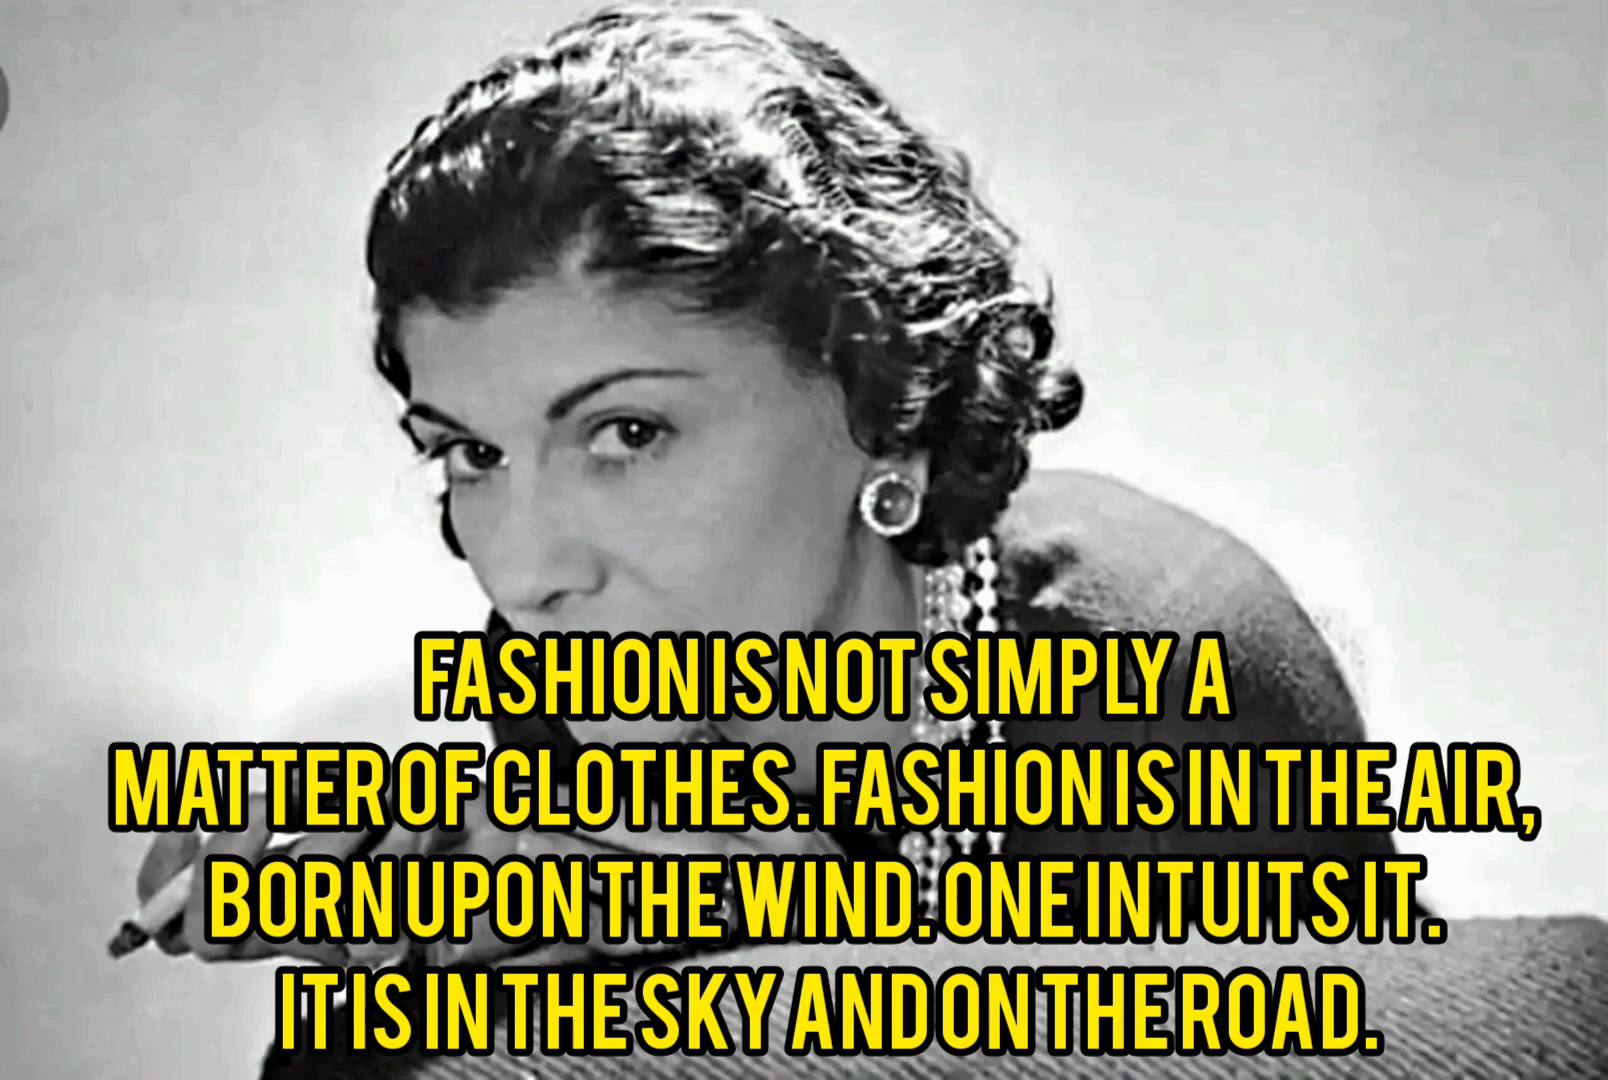 FASHION IS NOT SIMPLY A
MATTER OF CLOTHES. FASHION IS IN THE AIR,
BORN UPON THE WIND. ONE INTUITS IT.
IT IS IN THE SKY AND ON THE ROAD.